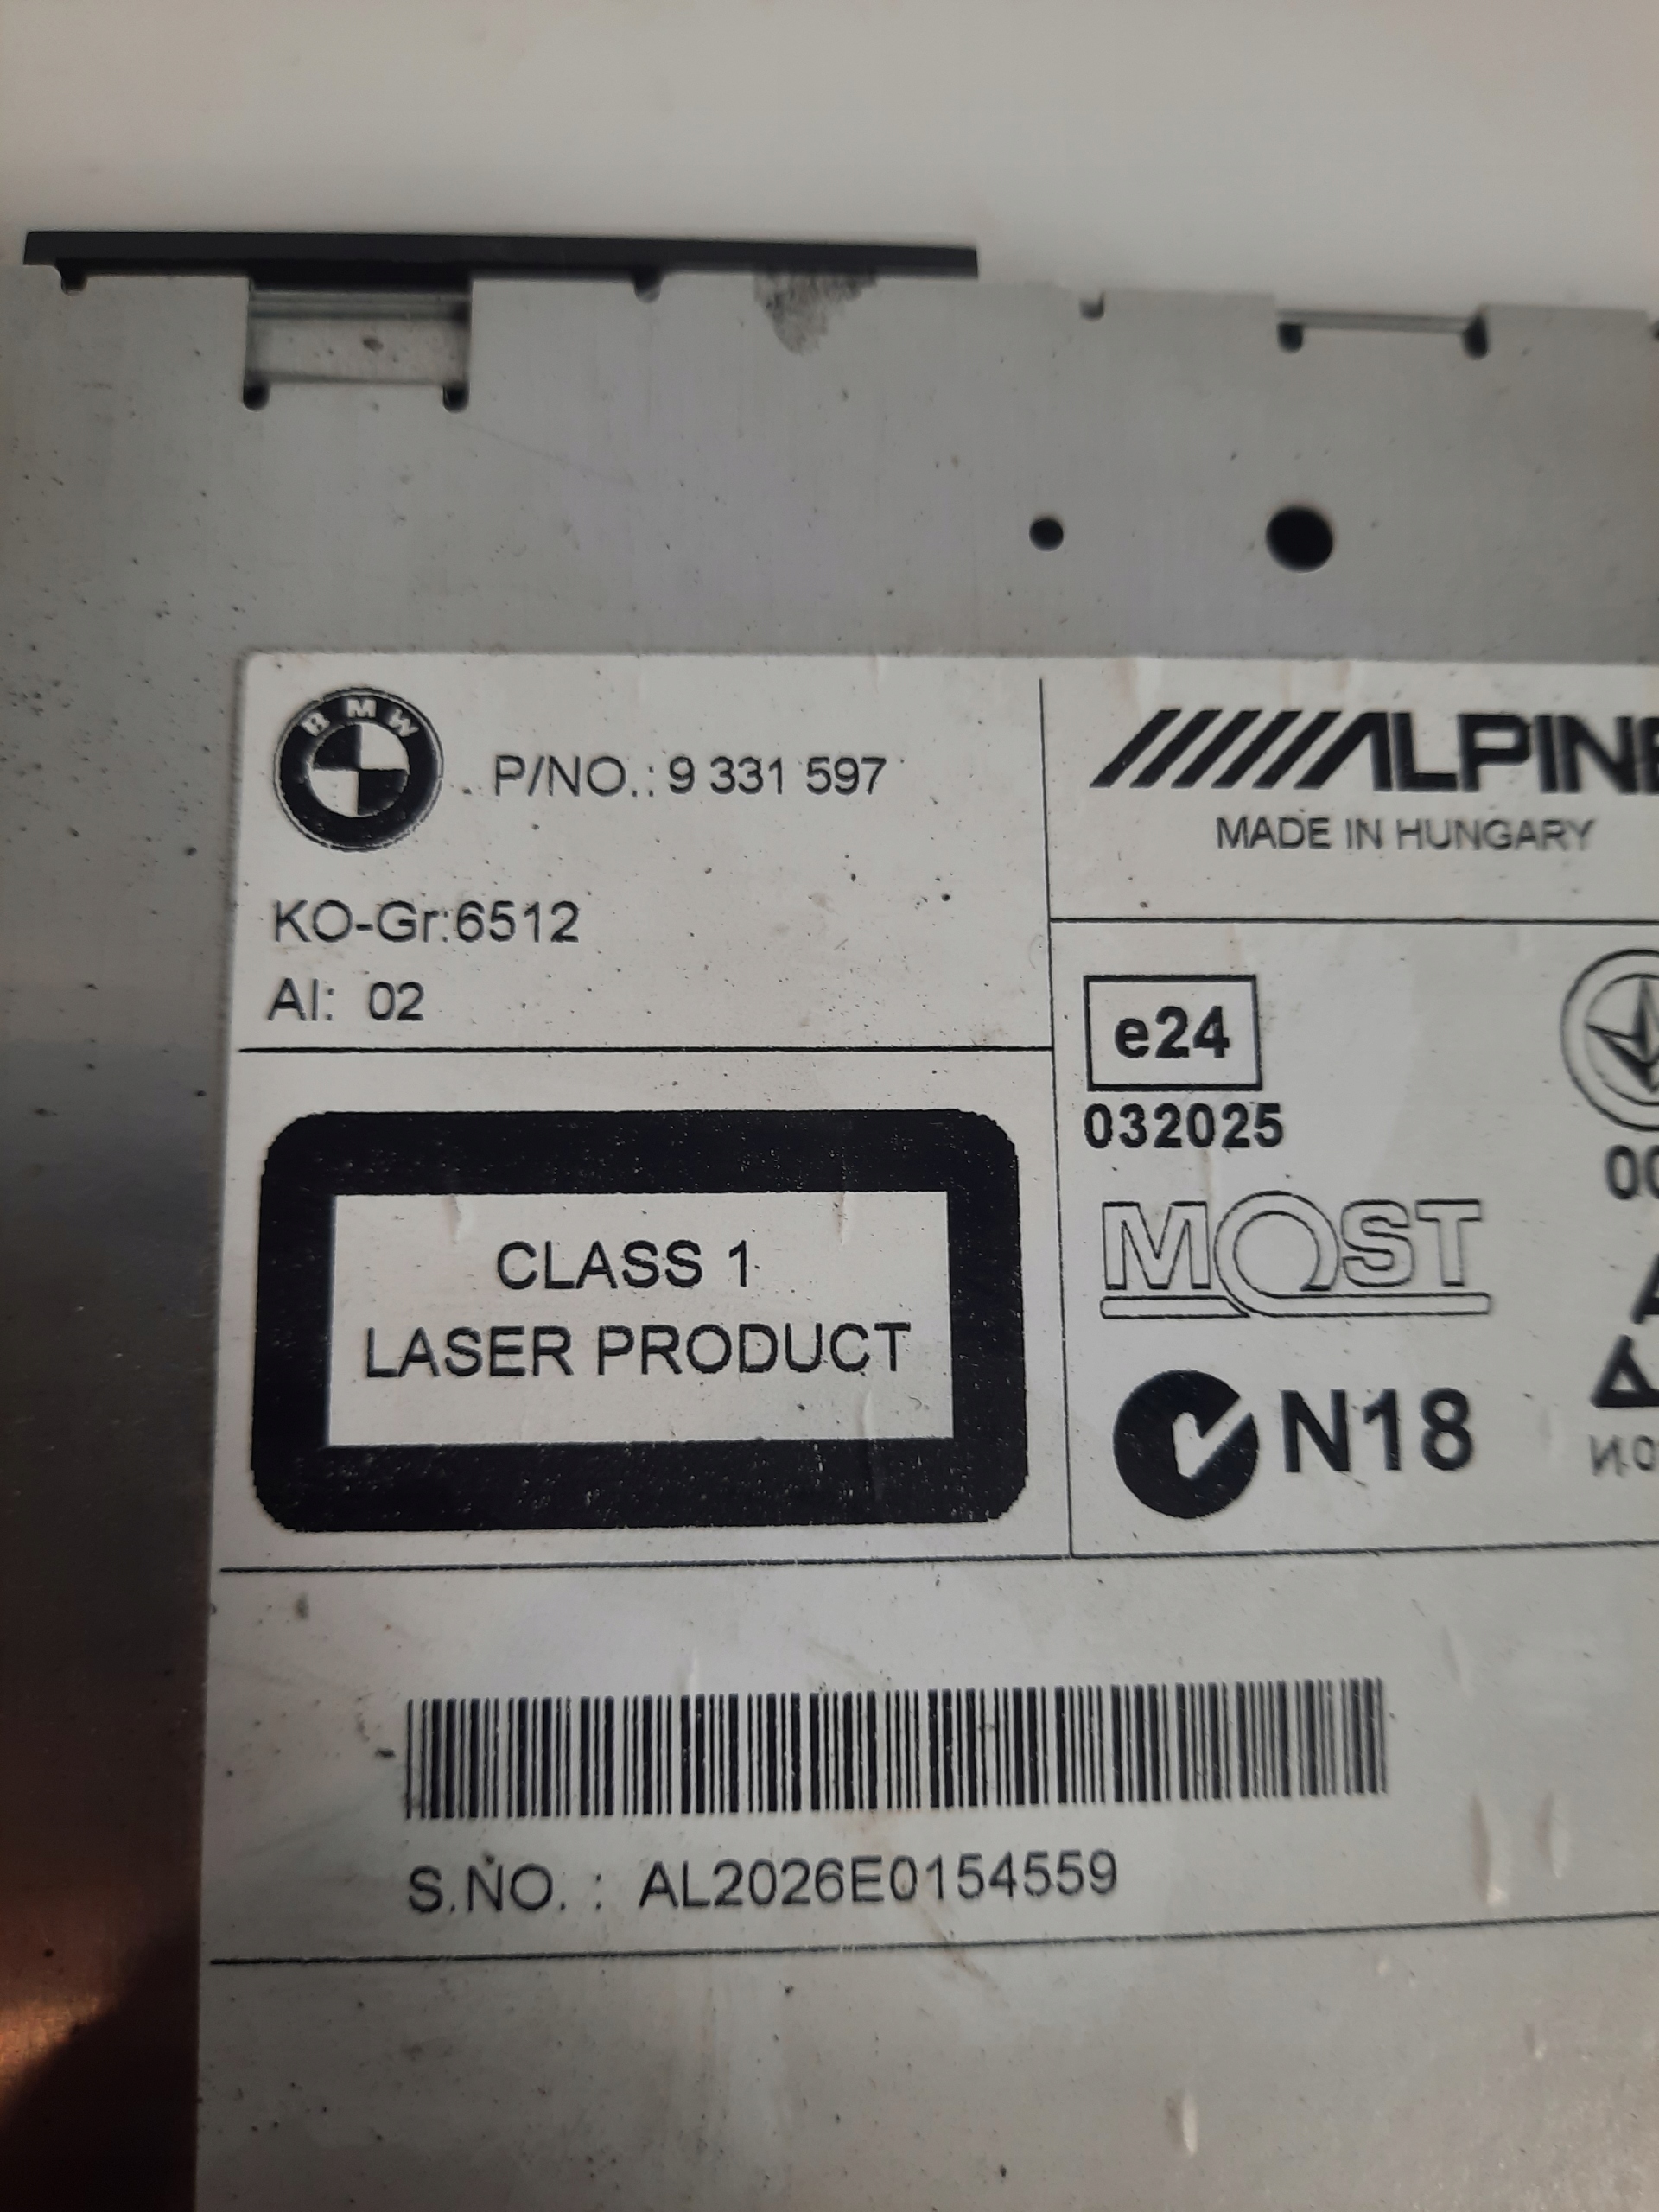 BMW
P/NO.: 9 331 597
KO-Gr:6512
AI: 02
ALPINE
MADE IN HUNGARY
e24
032025
MOST
N18
CLASS 1
LASER PRODUCT
S.NO. : AL2026E0154559